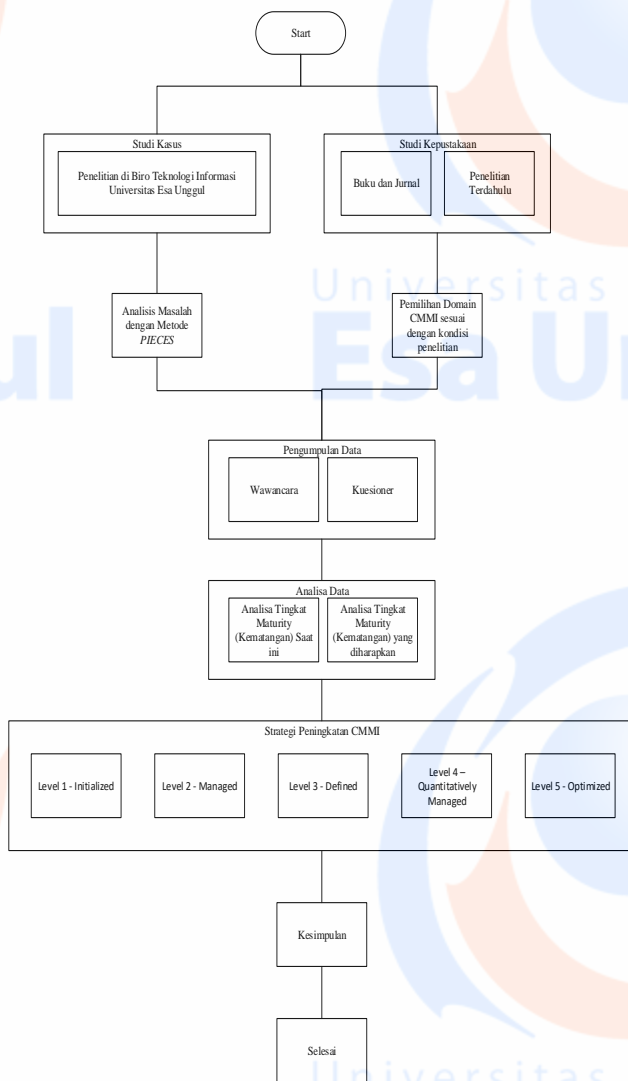 Start
Studi Kasus
Penelitian di Biro Teknologi Informasi
Universitas Esa Unggul
Studi Kepustakaan
Buku dan Jurnal
Penelitian
Terdahulu
Analisis Masalah
dengan Metode
PIECES
Pemilihan Domain
CMMI sesuai
dengan kondisi
penelitian
Universitas
Esa Un
ul
Pengumpulan Data
Wawancara
Kuesioner
Analisa Data
Analisa Tingkat
Maturity
(Kematangan) Saat
ini
Analisa Tingkat
Maturity
(Kematangan) yang
diharapkan
Strategi Peningkatan CMMI
Level 1 - Initialized
Level 2 - Managed
Level 3 - Defined
Level 4 –
Quantitatively
Managed
Level 5 - Optimized
Kesimpulan
Selesai
Universitas